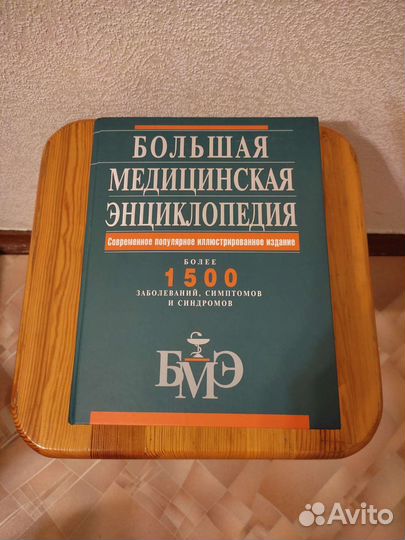 БОЛЬШАЯ
МЕДИЦИНСКАЯ
ЭНЦИКЛОПЕДИЯ
Современное популярное иллюстрированное издание
БОЛЕЕ
1500
ЗАБОЛЕВАНИЙ, СИМПТОМОВ
И СИНДРОМОВ
БМЭ
Avito